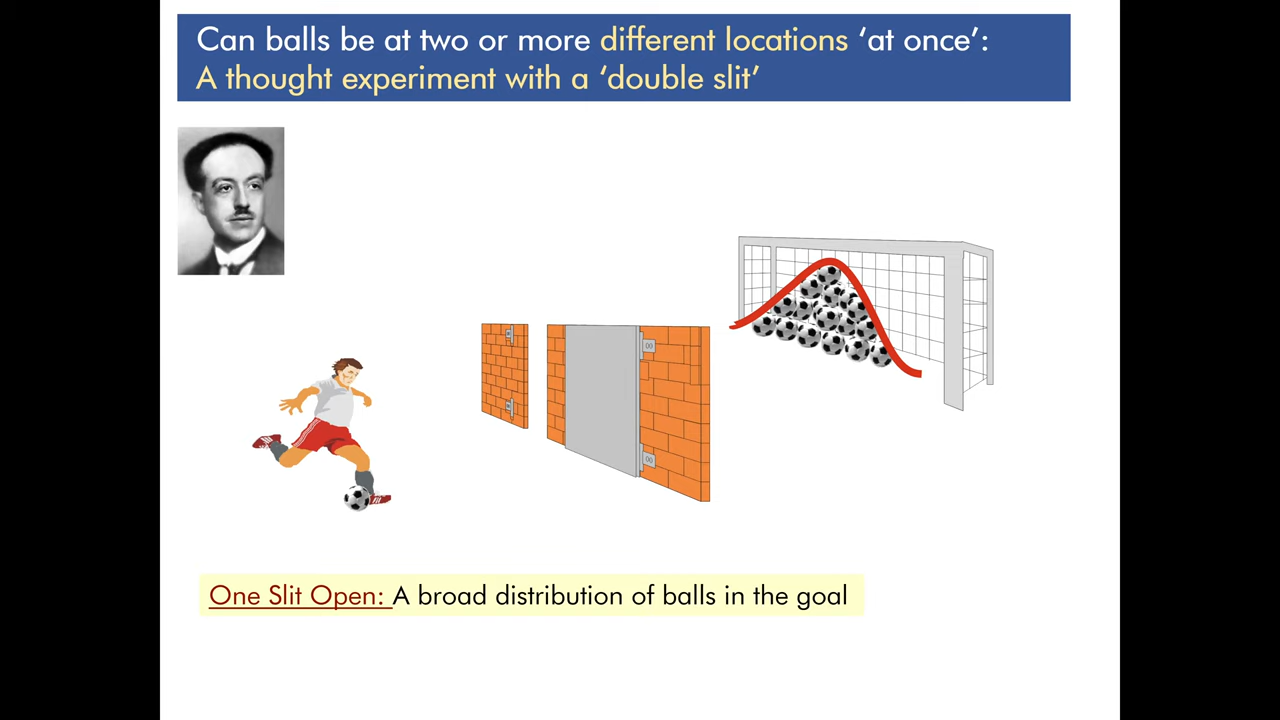 Can balls be at two or more different locations ‘at once’:
A thought experiment with a ‘double slit’
One Slit Open: A broad distribution of balls in the goal